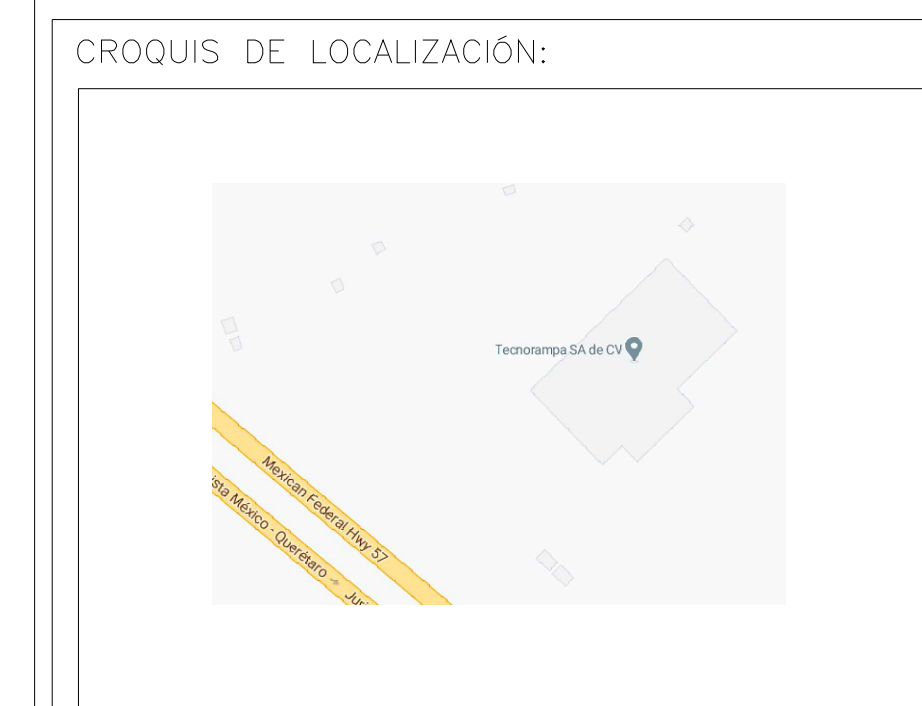 CROQUIS DE LOCALIZACIÓN:
Tecnorampa SA de CV
Mexican Federal Hwy 57
ista México - Querétaro